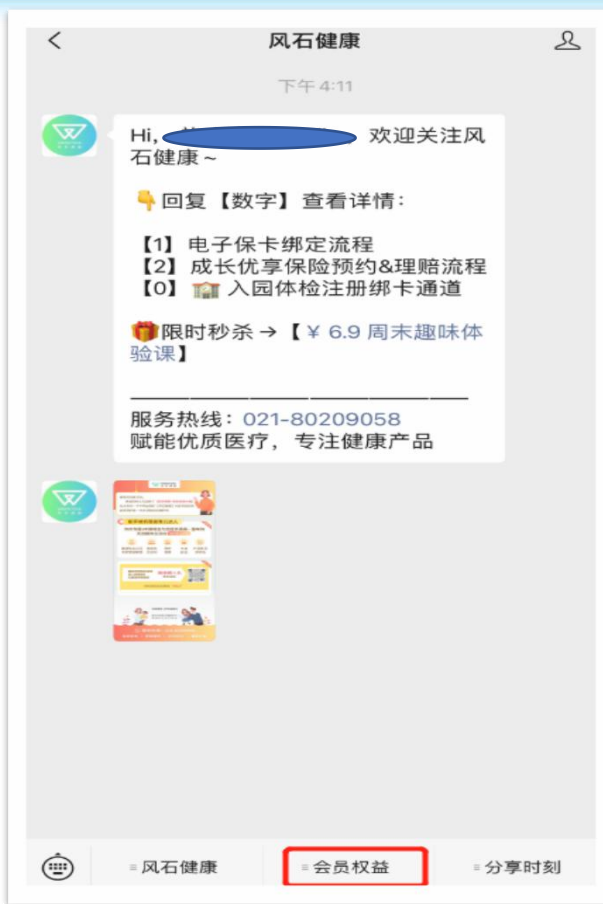 风石健康
下午 4:11
Hi, 欢迎关注风
石健康~
👇回复【数字】查看详情:
【1】电子保卡绑定流程
【2】成长优享保险预约&理赔流程
【0】🏫 入园体检注册绑卡通道
🎁限时秒杀→【¥ 6.9 周末趣味体
验课】
服务热线: 021-80209058
赋能优质医疗, 专注健康产品
风石健康
会员权益
分享时刻